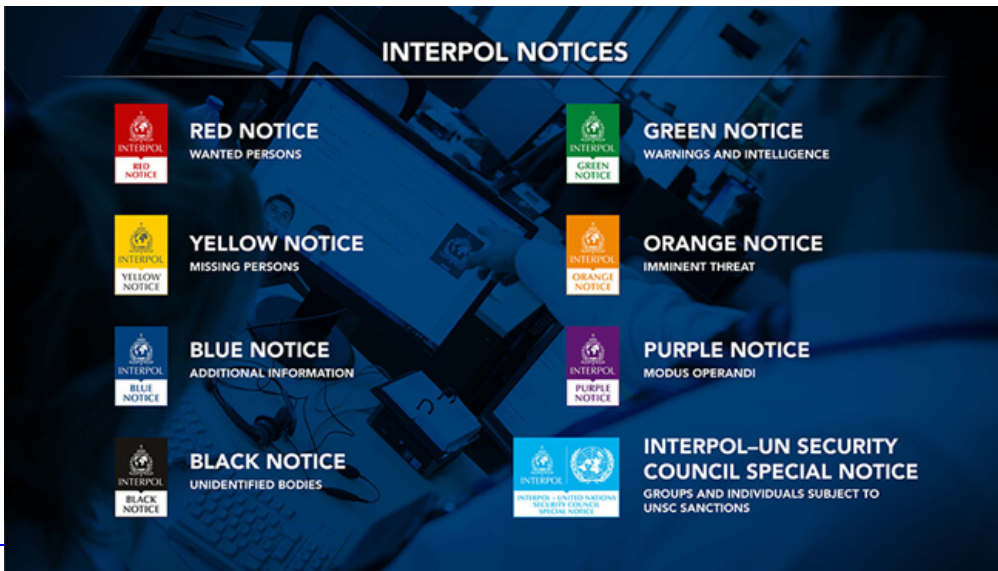 INTERPOL NOTICES
INTERPOL
RED
NOTICE
RED NOTICE
WANTED PERSONS
INTERPOL
YELLOW
NOTICE
YELLOW NOTICE
MISSING PERSONS
INTERPOL
BLUE
NOTICE
BLUE NOTICE
ADDITIONAL INFORMATION
INTERPOL
BLACK
NOTICE
BLACK NOTICE
UNIDENTIFIED BODIES
INTERPOL
GREEN
NOTICE
GREEN NOTICE
WARNINGS AND INTELLIGENCE
INTERPOL
ORANGE
NOTICE
ORANGE NOTICE
IMMINENT THREAT
INTERPOL
PURPLE
NOTICE
PURPLE NOTICE
MODUS OPERANDI
INTERPOL
INTERPOL - UNITED NATIONS
SECURITY COUNCIL
SPECIAL NOTICE
INTERPOL–UN SECURITY
COUNCIL SPECIAL NOTICE
GROUPS AND INDIVIDUALS SUBJECT TO
UNSC SANCTIONS